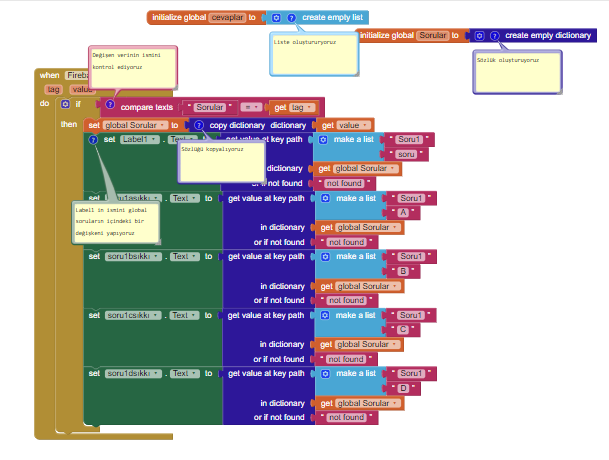 initialize global cevaplar to create empty list
initialize global Sorular to create empty dictionary
Liste oluşturuyoruz
Sözlük oluşturuyoruz
Değişen verinin ismini
kontrol ediyoruz
when
tag value
do if compare texts " Sorular " = get tag
then set global Sorular to copy dictionary dictionary get value
set Label1 . Text to get value at key path make a list " Soru1 "
" soru "
Sözlüğü kopyalıyoruz
in dictionary get global Sorular
or if not found " not found "
set . Text to get value at key path make a list " Soru1 "
" A "
Label1 in ismini global
soruların içindeki bir
değişkeni yapıyoruz
in dictionary get global Sorular
or if not found " not found "
set soru1bsıkkı . Text to get value at key path make a list " Soru1 "
" B "
in dictionary get global Sorular
or if not found " not found "
set soru1csıkkı . Text to get value at key path make a list " Soru1 "
" C "
in dictionary get global Sorular
or if not found " not found "
set soru1dsıkkı . Text to get value at key path make a list " Soru1 "
" D "
in dictionary get global Sorular
or if not found " not found "